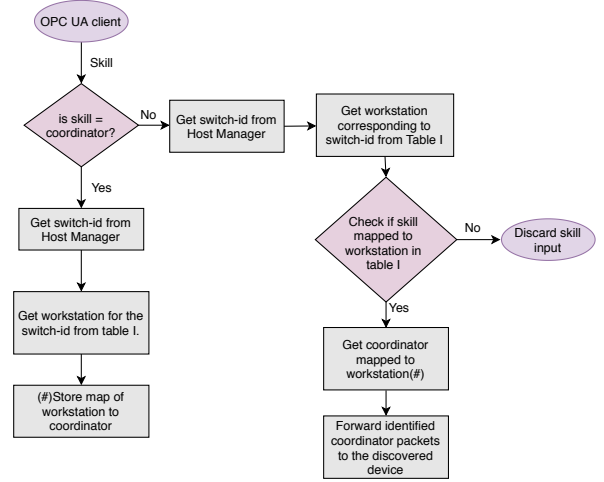 OPC UA client
Skill
is skill =
coordinator?
No
Get switch-id from
Host Manager
Get workstation
corresponding to
switch-id from Table I
Yes
Get switch-id from
Host Manager
Check if skill
mapped to
workstation in
table I
No
Discard skill
input
Get workstation for the
switch-id from table I.
Yes
Get coordinator
mapped to
workstation(#)
(#)Store map of
workstation to
coordinator
Forward identified
coordinator packets
to the discovered
device